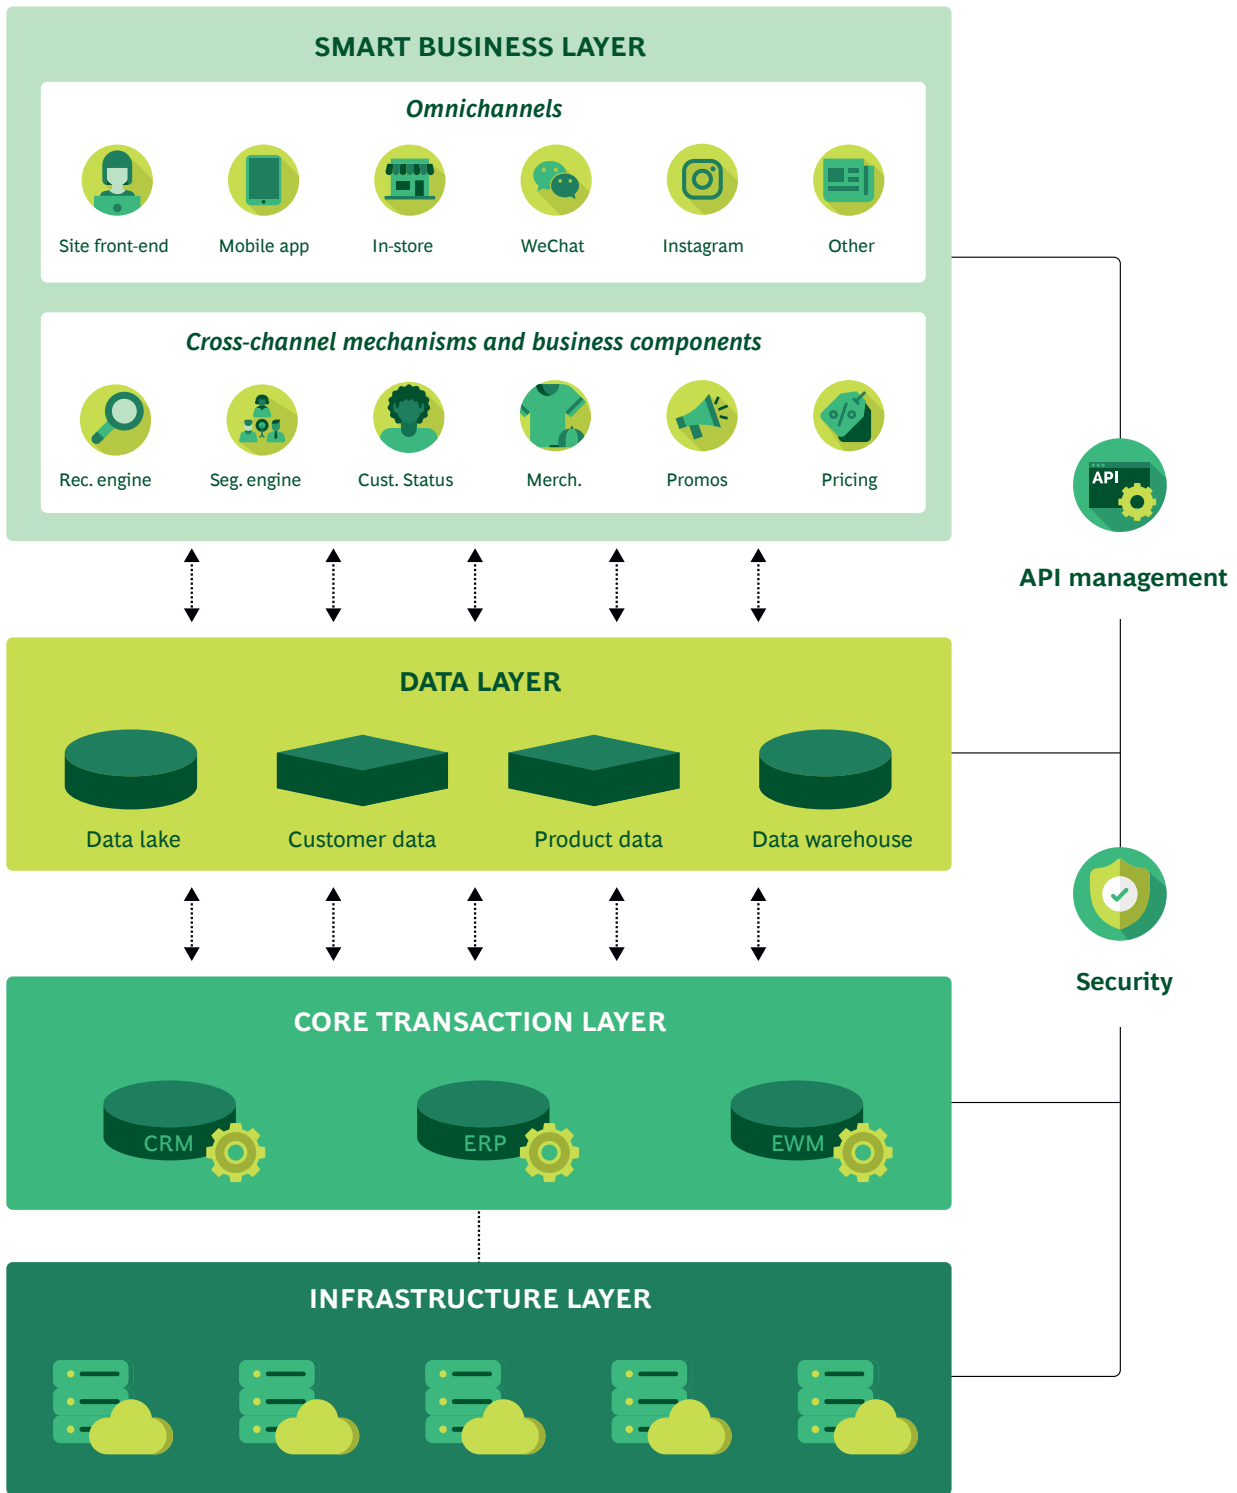 SMART BUSINESS LAYER
Omnichannels
Site front-end
Mobile app
In-store
WeChat
Instagram
Other
Cross-channel mechanisms and business components
Rec. engine
Seg. engine
Cust. Status
Merch.
Promos
Pricing
API
API management
DATA LAYER
Data lake
Customer data
Product data
Data warehouse
Security
CORE TRANSACTION LAYER
CRM
ERP
EWM
INFRASTRUCTURE LAYER